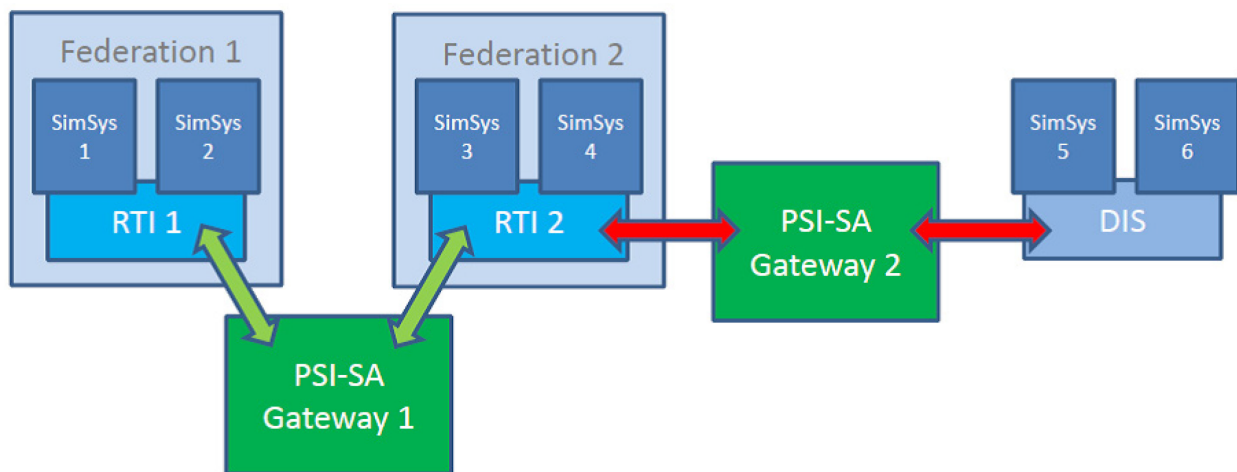 Federation 1
SimSys
1
SimSys
2
RTI 1
Federation 2
SimSys
3
SimSys
4
RTI 2
PSI-SA
Gateway 1
PSI-SA
Gateway 2
SimSys
5
SimSys
6
DIS